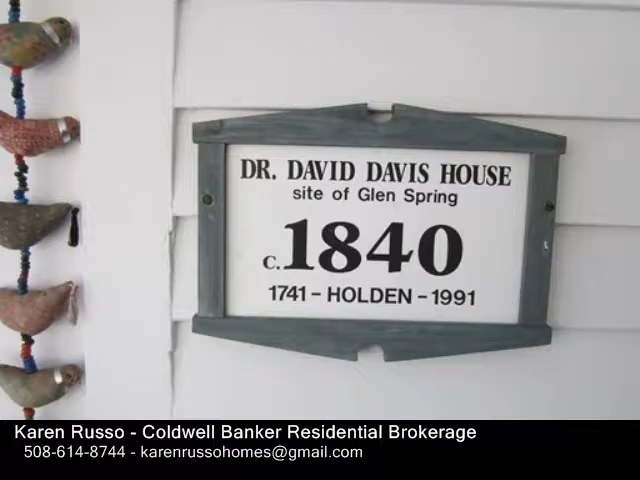 DR. DAVID DAVIS HOUSE
site of Glen Spring
c.1840
1741 – HOLDEN – 1991
Karen Russo - Coldwell Banker Residential Brokerage
508-614-8744 - karenrussohomes@gmail.com